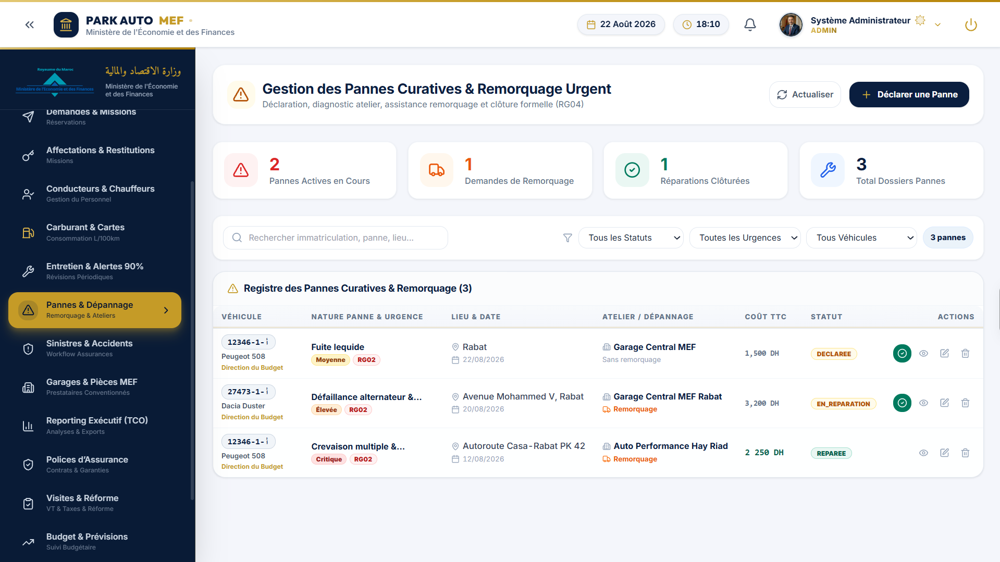 PARK AUTO MEF
Ministère de l'Économie et des Finances
22 Août 2026
18:10
Système Administrateur
ADMIN
Royaume du Maroc
Ministère de l'Economie et des Finances
وزارة الاقتصاد والمالية
Ministère de l'Économie
et des Finances
Demandes & Missions
Réservations
Affectations & Restitutions
Missions
Conducteurs & Chauffeurs
Gestion du Personnel
Carburant & Cartes
Consommation L/100km
Entretien & Alertes 90%
Révisions Périodiques
Pannes & Dépannage
Remorquage & Ateliers
Sinistres & Accidents
Workflow Assurances
Garages & Pièces MEF
Prestataires Conventionnés
Reporting Exécutif (TCO)
Analyses & Exports
Polices d’Assurance
Contrats & Garanties
Visites & Réforme
VT & Taxes & Réforme
Budget & Prévisions
Suivi Budgétaire
Gestion des Pannes Curatives & Remorquage Urgent
Déclaration, diagnostic atelier, assistance remorquage et clôture formelle (RG04)
Actualiser
Déclarer une Panne
2
Pannes Actives en Cours
1
Demandes de Remorquage
1
Réparations Clôturées
3
Total Dossiers Pannes
Rechercher immatriculation, panne, lieu...
Tous les Statuts
Toutes les Urgences
Tous Véhicules
3 pannes
Registre des Pannes Curatives & Remorquage (3)
VÉHICULE NATURE PANNE & URGENCE LIEU & DATE ATELIER / DÉPANNAGE COÛT TTC STATUT ACTIONS
12346-1-أ
Peugeot 508
Direction du Budget
Fuite lequide
Moyenne RG02
Rabat
22/08/2026
Garage Central MEF
Sans remorquage
1,500 DH
DECLAREE
27473-1-أ
Dacia Duster
Direction du Budget
Défaillance alternateur &...
Élevée RG02
Avenue Mohammed V, Rabat
20/08/2026
Garage Central MEF Rabat
Remorquage
3,200 DH
EN_REPARATION
12346-1-أ
Peugeot 508
Direction du Budget
Crevaison multiple &...
Critique RG02
Autoroute Casa-Rabat PK 42
12/08/2026
Auto Performance Hay Riad
Remorquage
2 250 DH
REPAREE